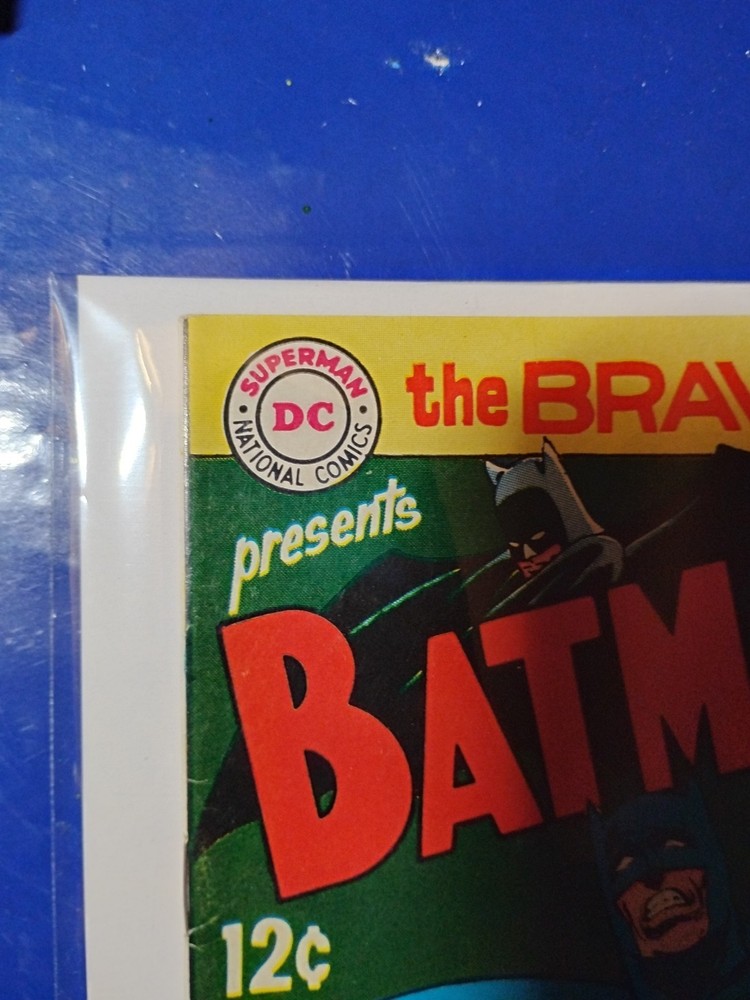 SUPERMAN
DC
NATIONAL COMICS
the BRAV
presents
BATM
12¢